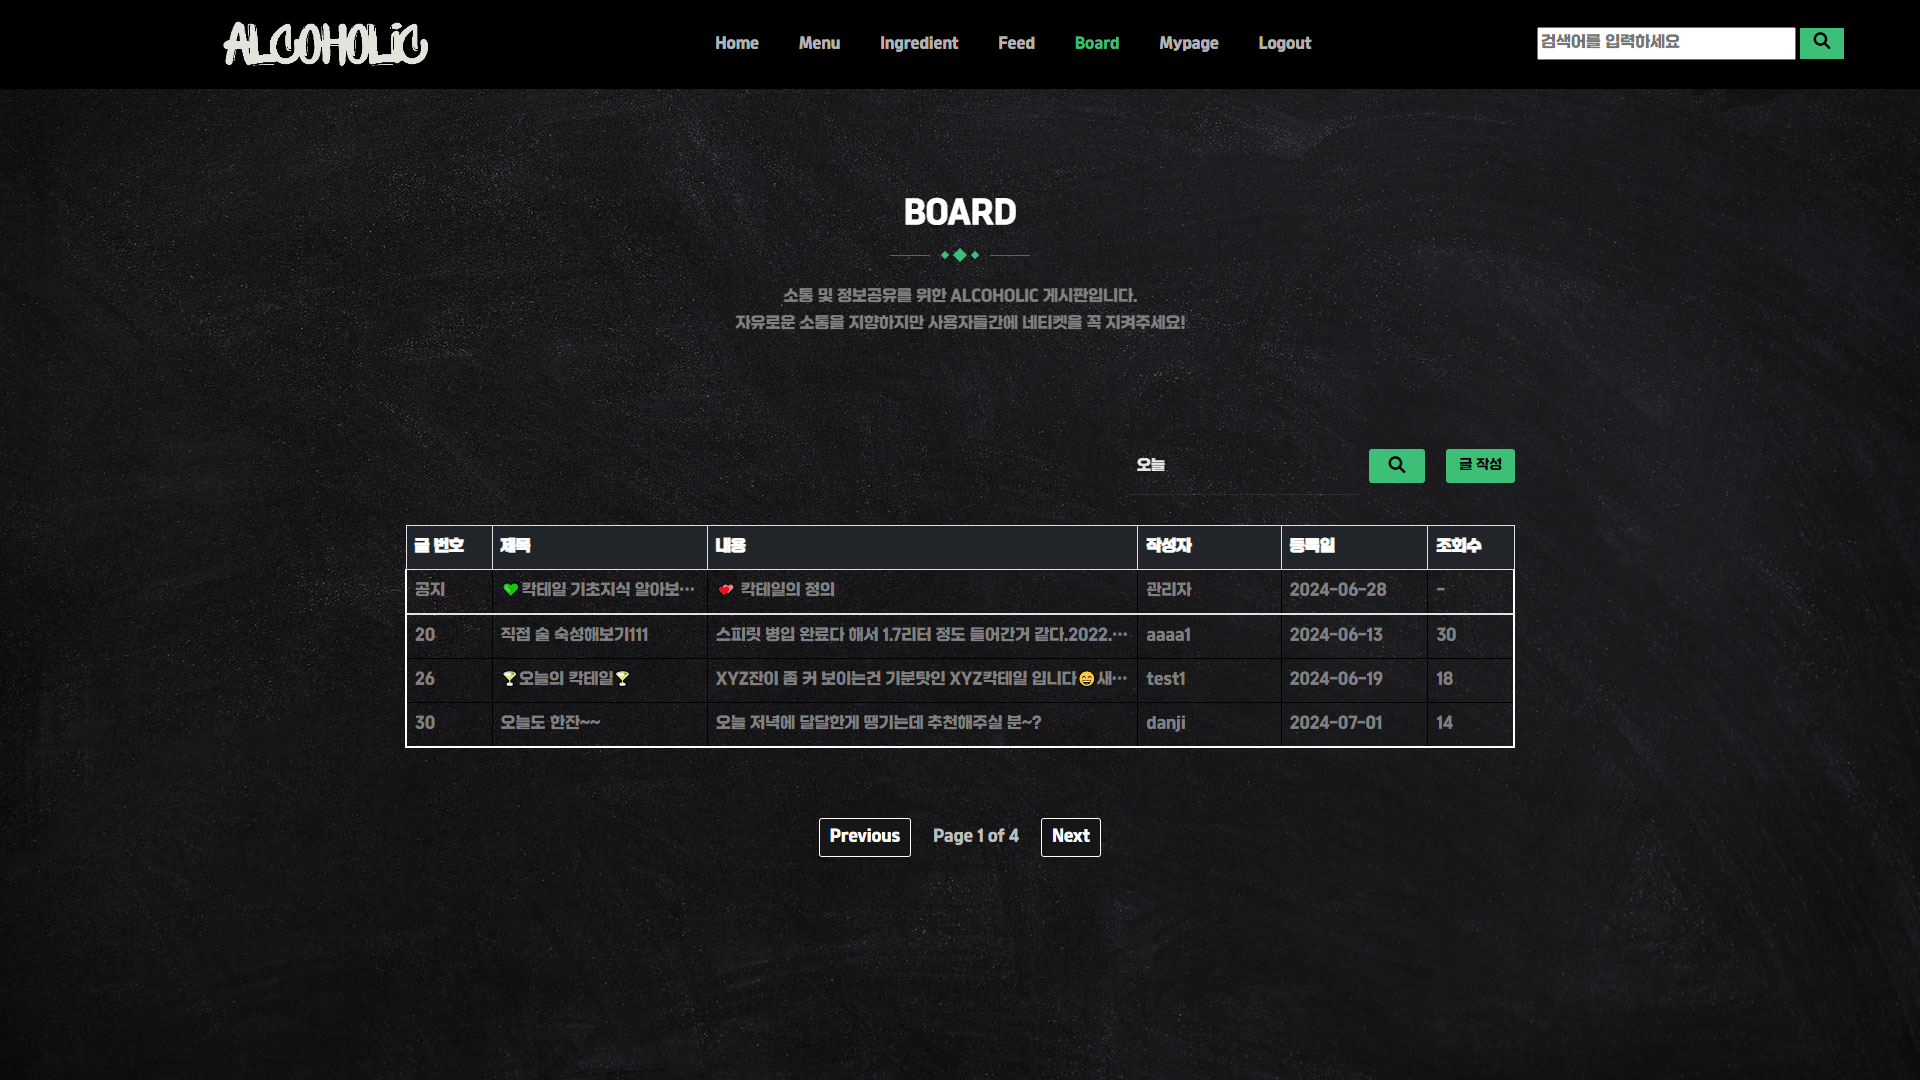 ALCOHOLiC
Home Menu Ingredient Feed Board Mypage Logout
검색어를 입력하세요
BOARD
소통 및 정보공유를 위한 ALCOHOLIC 게시판입니다.
자유로운 소통을 지향하지만 사용자들간에 네티켓을 꼭 지켜주세요!
오늘
글 작성
글 번호 제목 내용 작성자 등록일 조회수
공지 💚칵테일 기초지식 알아보… 💕 칵테일의 정의 관리자 2024-06-28 -
20 직접 술 숙성해보기111 스피릿 병입 완료다 해서 1.7리터 정도 들어간거 같다.2022.… aaaa1 2024-06-13 30
26 🍸오늘의 칵테일🍸 XYZ잔이 좀 커 보이는건 기분탓인 XYZ칵테일 입니다😄새… test1 2024-06-19 18
30 오늘도 한잔~~ 오늘 저녁에 달달한게 땡기는데 추천해주실 분~? danji 2024-07-01 14
Previous Page 1 of 4 Next